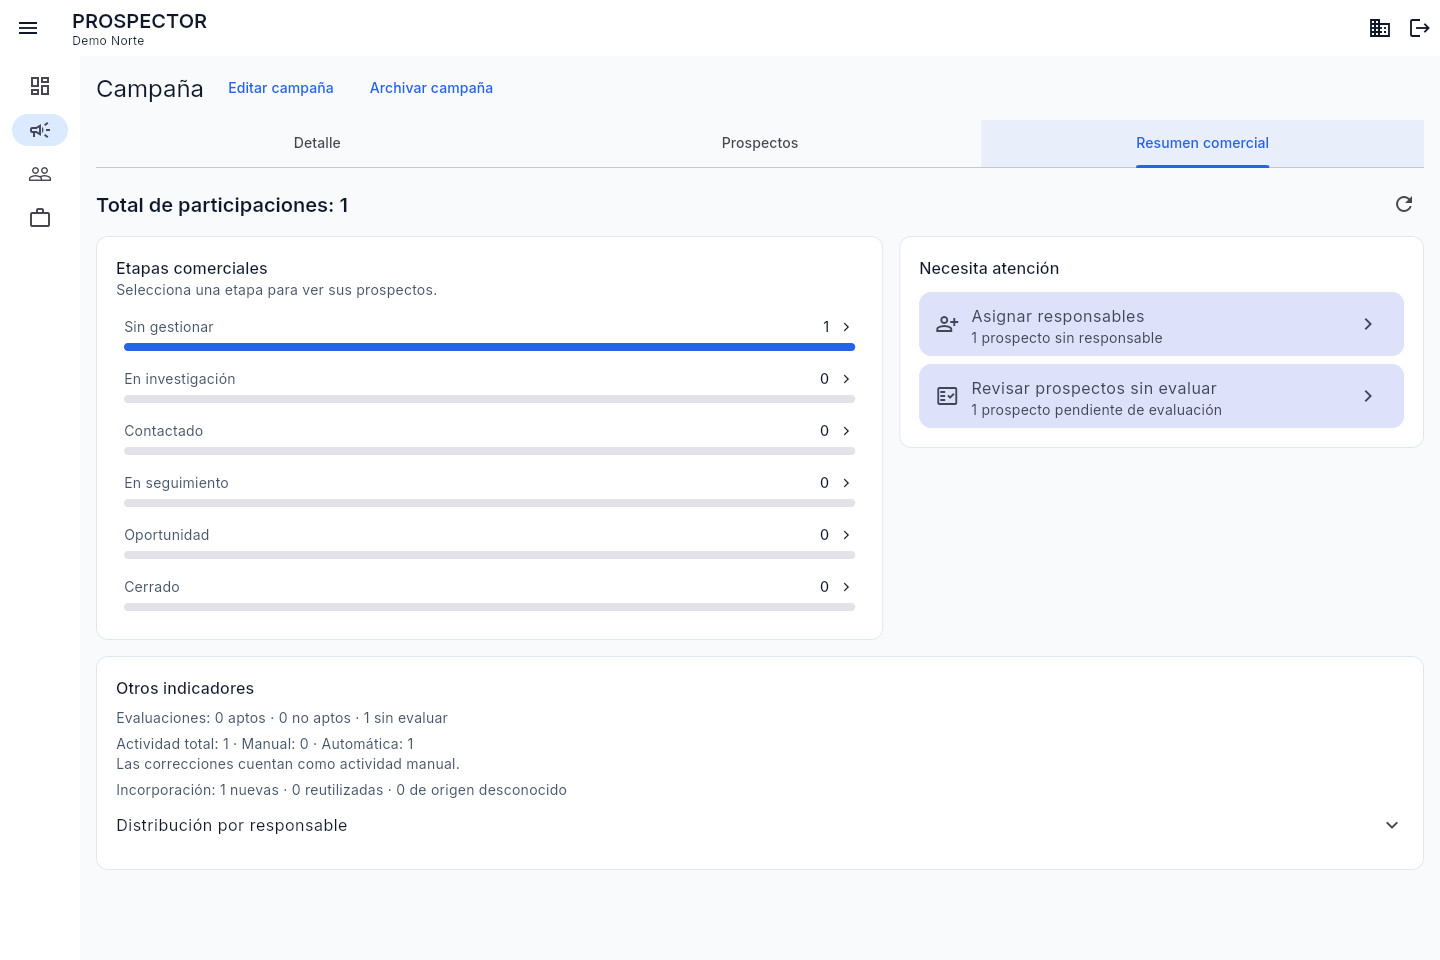 PROSPECTOR
Demo Norte
Campaña
Editar campaña
Archivar campaña
Detalle
Prospectos
Resumen comercial
Total de participaciones: 1
Etapas comerciales
Selecciona una etapa para ver sus prospectos.
Sin gestionar 1
En investigación 0
Contactado 0
En seguimiento 0
Oportunidad 0
Cerrado 0
Necesita atención
Asignar responsables
1 prospecto sin responsable
Revisar prospectos sin evaluar
1 prospecto pendiente de evaluación
Otros indicadores
Evaluaciones: 0 aptos · 0 no aptos · 1 sin evaluar
Actividad total: 1 · Manual: 0 · Automática: 1
Las correcciones cuentan como actividad manual.
Incorporación: 1 nuevas · 0 reutilizadas · 0 de origen desconocido
Distribución por responsable